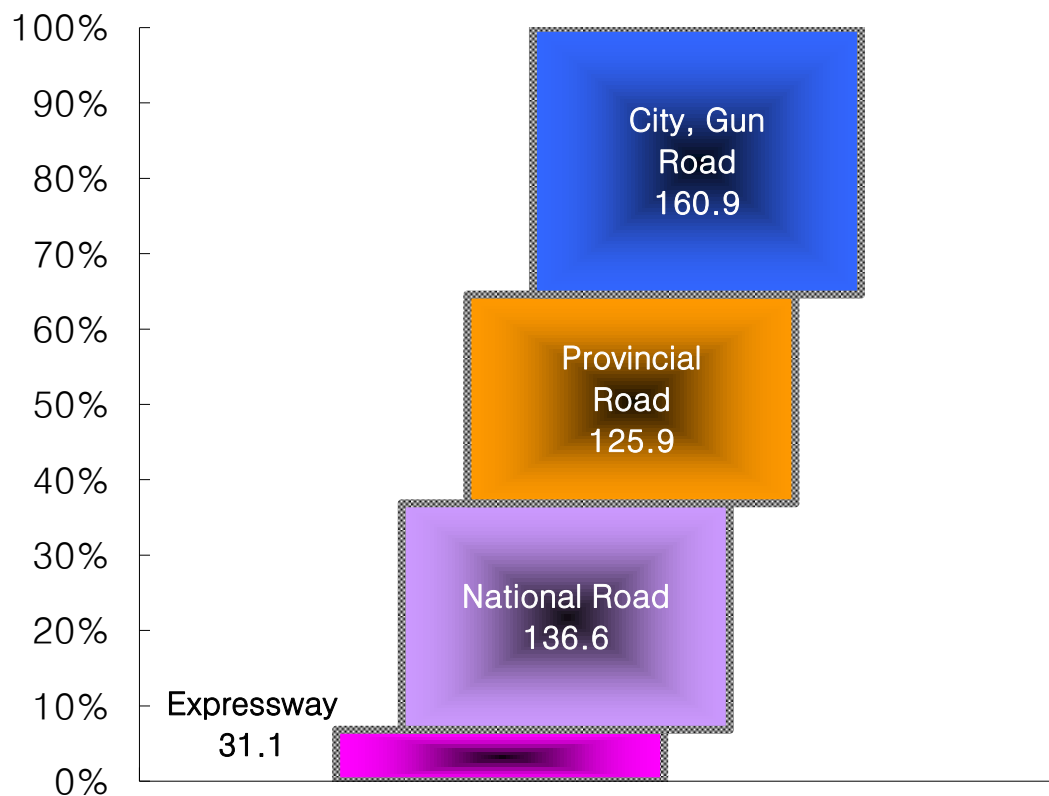 100%
90%
80%
70%
60%
50%
40%
30%
20%
10%
0%
City, Gun
Road
160.9
Provincial
Road
125.9
National Road
136.6
Expressway
31.1